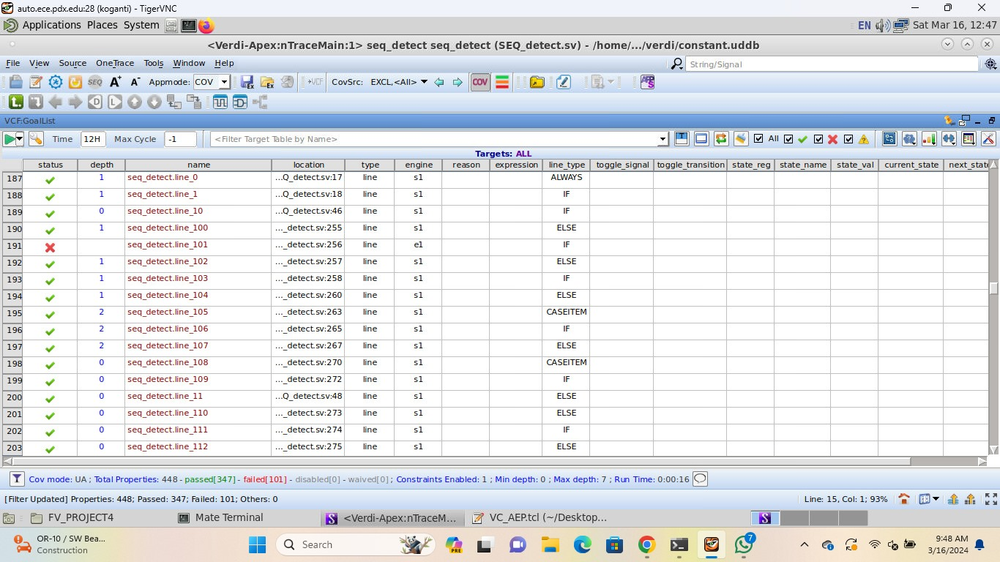 auto.ece.pdx.edu:28 (koganti) - TigerVNC
Applications Places System EN Sat Mar 16, 12:47
<Verdi-Apex:nTraceMain:1> seq_detect seq_detect (SEQ_detect.sv) - /home/.../verdi/constant.uddb
File View Source OneTrace Tools Window Help String/Signal
SEQ A+ A- Appmode: COV Ex Ex →VCF CovSrc: EXCL,<All> COV
VCF:GoalList
Time 12H Max Cycle -1 <Filter Target Table by Name> T All
Targets: ALL
status depth name location type engine reason expression line_type toggle_signal toggle_transition state_reg state_name state_val current_state next_state
187 1 seq_detect.line_0 ...Q_detect.sv:17 line s1 ALWAYS
188 1 seq_detect.line_1 ...Q_detect.sv:18 line s1 IF
189 0 seq_detect.line_10 ...Q_detect.sv:46 line s1 IF
190 1 seq_detect.line_100 ..._detect.sv:255 line s1 ELSE
191 seq_detect.line_101 ..._detect.sv:256 line e1 IF
192 1 seq_detect.line_102 ..._detect.sv:257 line s1 ELSE
193 1 seq_detect.line_103 ..._detect.sv:258 line s1 IF
194 1 seq_detect.line_104 ..._detect.sv:260 line s1 ELSE
195 2 seq_detect.line_105 ..._detect.sv:263 line s1 CASEITEM
196 2 seq_detect.line_106 ..._detect.sv:265 line s1 IF
197 2 seq_detect.line_107 ..._detect.sv:267 line s1 ELSE
198 0 seq_detect.line_108 ..._detect.sv:270 line s1 CASEITEM
199 0 seq_detect.line_109 ..._detect.sv:272 line s1 IF
200 0 seq_detect.line_11 ...Q_detect.sv:48 line s1 ELSE
201 0 seq_detect.line_110 ..._detect.sv:273 line s1 ELSE
202 0 seq_detect.line_111 ..._detect.sv:274 line s1 IF
203 0 seq_detect.line_112 ..._detect.sv:275 line s1 ELSE
Cov mode: UA ; Total Properties: 448 - passed[347] - failed[101] - disabled[0] - waived[0] ; Constraints Enabled: 1 ; Min depth: 0 ; Max depth: 7 ; Run Time: 0:00:16
[Filter Updated] Properties: 448; Passed: 347; Failed: 101; Others: 0 Line: 15, Col: 1; 93%
FV_PROJECT4 Mate Terminal S <Verdi-Apex:nTraceM... VC_AEP.tcl (~/Desktop... S
OR-10 / SW Bea...
Construction
Search PRE 7
9:48 AM
3/16/2024